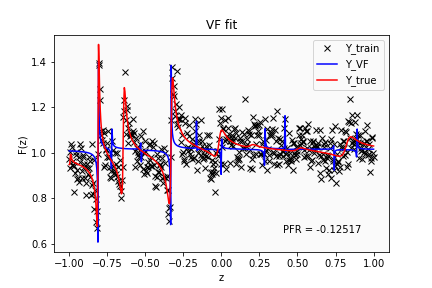 VF fit
Y_train
Y_VF
Y_true
F(z)
1.4
1.2
1.0
0.8
0.6
PFR = -0.12517
−1.00 −0.75 −0.50 −0.25 0.00 0.25 0.50 0.75 1.00
z